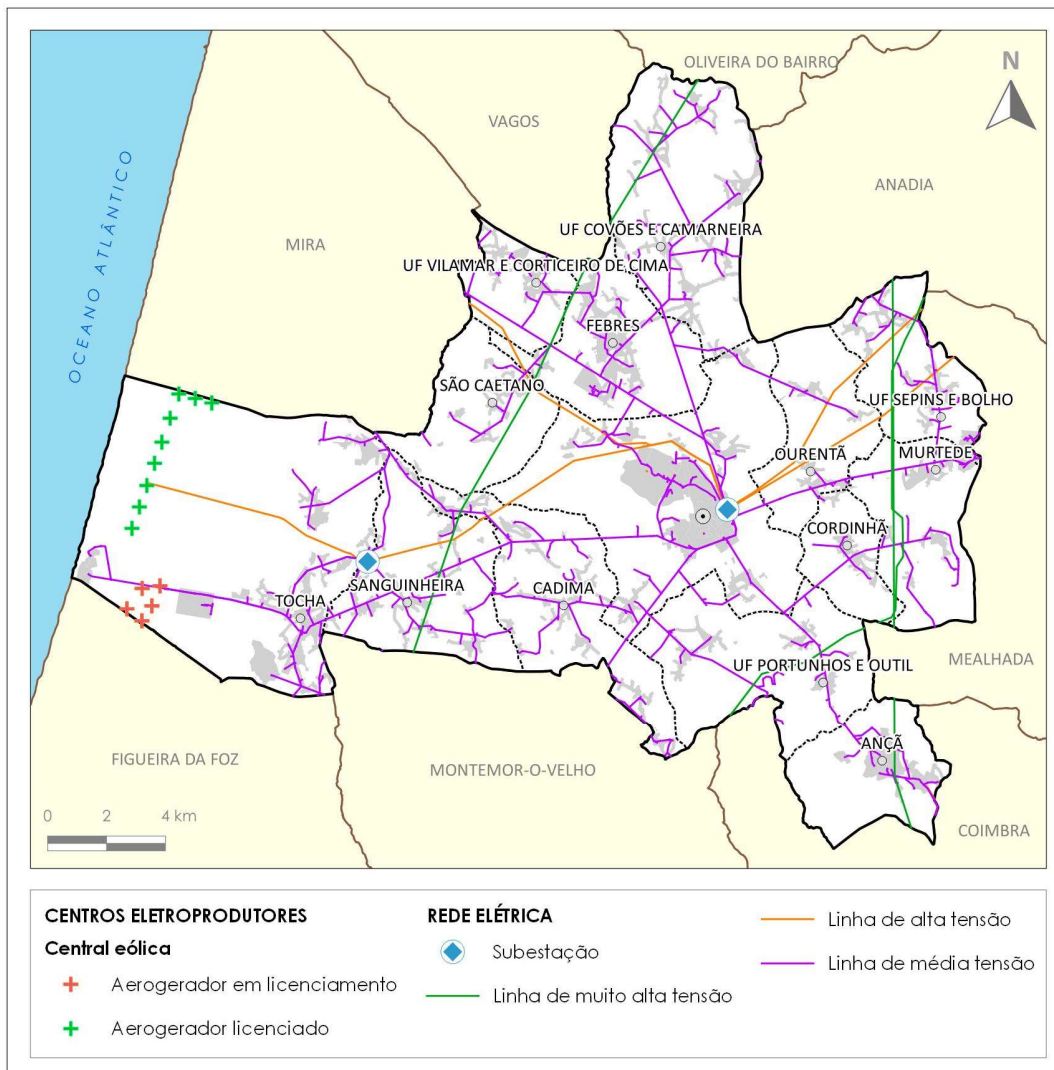 OLIVEIRA DO BAIRRO
N
VAGOS
OCEANO ATLÂNTICO
ANADIA
MIRA
UF COVÕES E CAMARNEIRA
UF VILAMAR E CORTICEIRO DE CIMA
FEBRES
SÃO CAETANO
UF SEPINS E BOLHO
OURENTÃ
MURTEDE
CORDINHÃ
SANGUINHEIRA
CADIMA
TOCHA
UF PORTUNHOS E OUTIL
MEALHADA
ANÇÃ
FIGUEIRA DA FOZ
MONTEMOR-O-VELHO
COIMBRA
0 2 4 km
CENTROS ELETROPRODUTORES
Central eólica
Aerogerador em licenciamento
Aerogerador licenciado
REDE ELÉTRICA
Subestação
Linha de muito alta tensão
Linha de alta tensão
Linha de média tensão